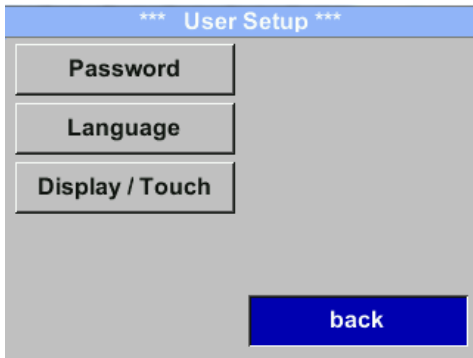 *** User Setup ***
Password
Language
Display / Touch
back